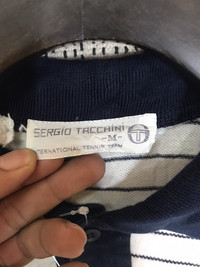 SERGIO TACCHINI
-M-
INTERNATIONAL TENNIS TEAM